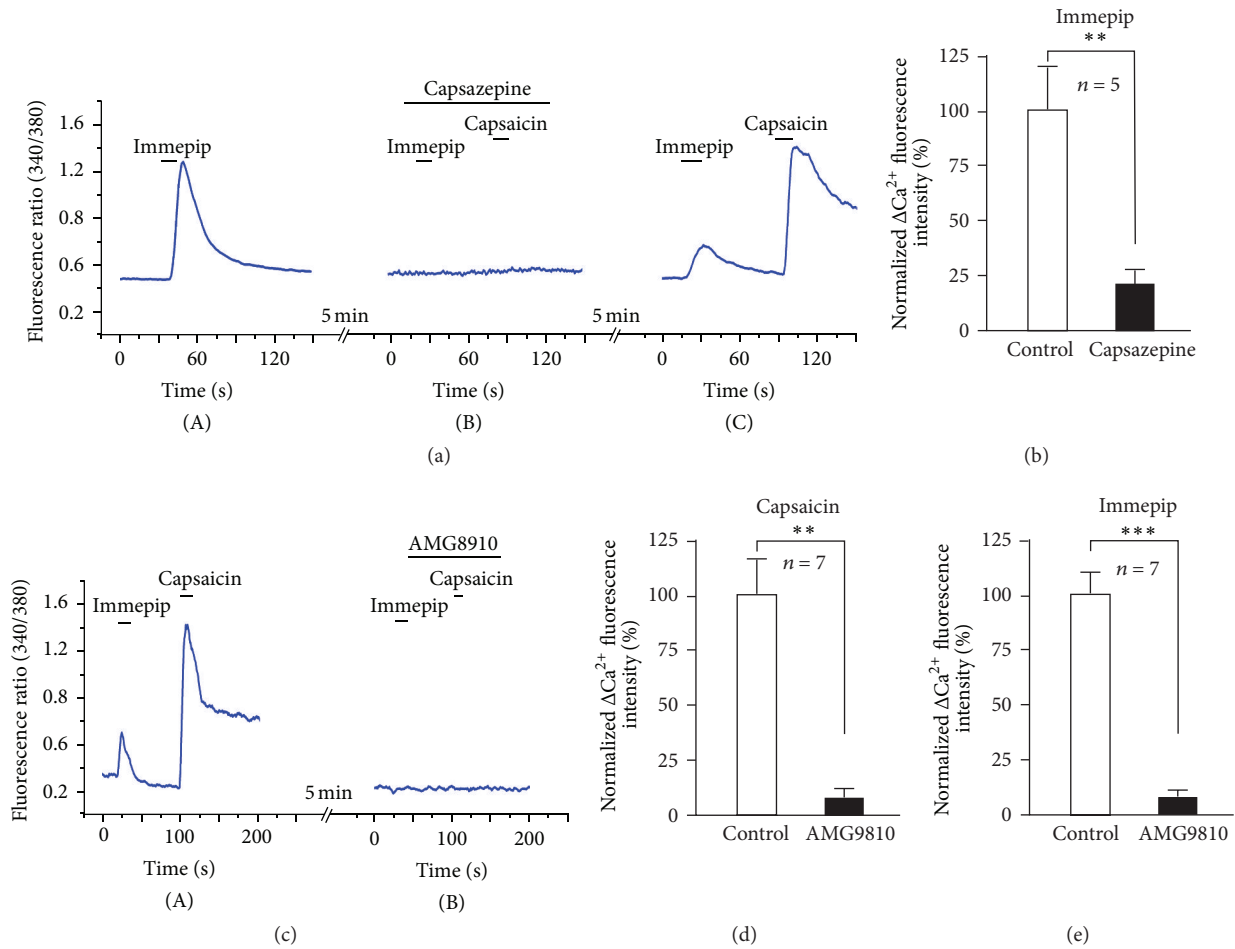 Fluorescence ratio (340/380)
1.6
1.2
0.8
0.6
0.2
Immepip
0 60 120
Time (s)
(A)
5 min
Capsazepine
Capsaicin
Immepip
0 60 120
Time (s)
(B)
5 min
Immepip
Capsaicin
0 60 120
Time (s)
(C)
(a)
Immepip
**
n = 5
Normalized ΔCa²⁺ fluorescence
intensity (%)
125
100
75
50
25
0
Control Capsazepine
(b)
Fluorescence ratio (340/380)
1.6
1.2
0.8
0.6
0.2
Immepip
Capsaicin
0 100 200
Time (s)
(A)
5 min
AMG8910
Capsaicin
Immepip
0 100 200
Time (s)
(B)
(c)
Capsaicin
**
n = 7
Normalized ΔCa²⁺ fluorescence
intensity (%)
125
100
75
50
25
0
Control AMG9810
(d)
Immepip
***
n = 7
Normalized ΔCa²⁺ fluorescence
intensity (%)
125
100
75
50
25
0
Control AMG9810
(e)